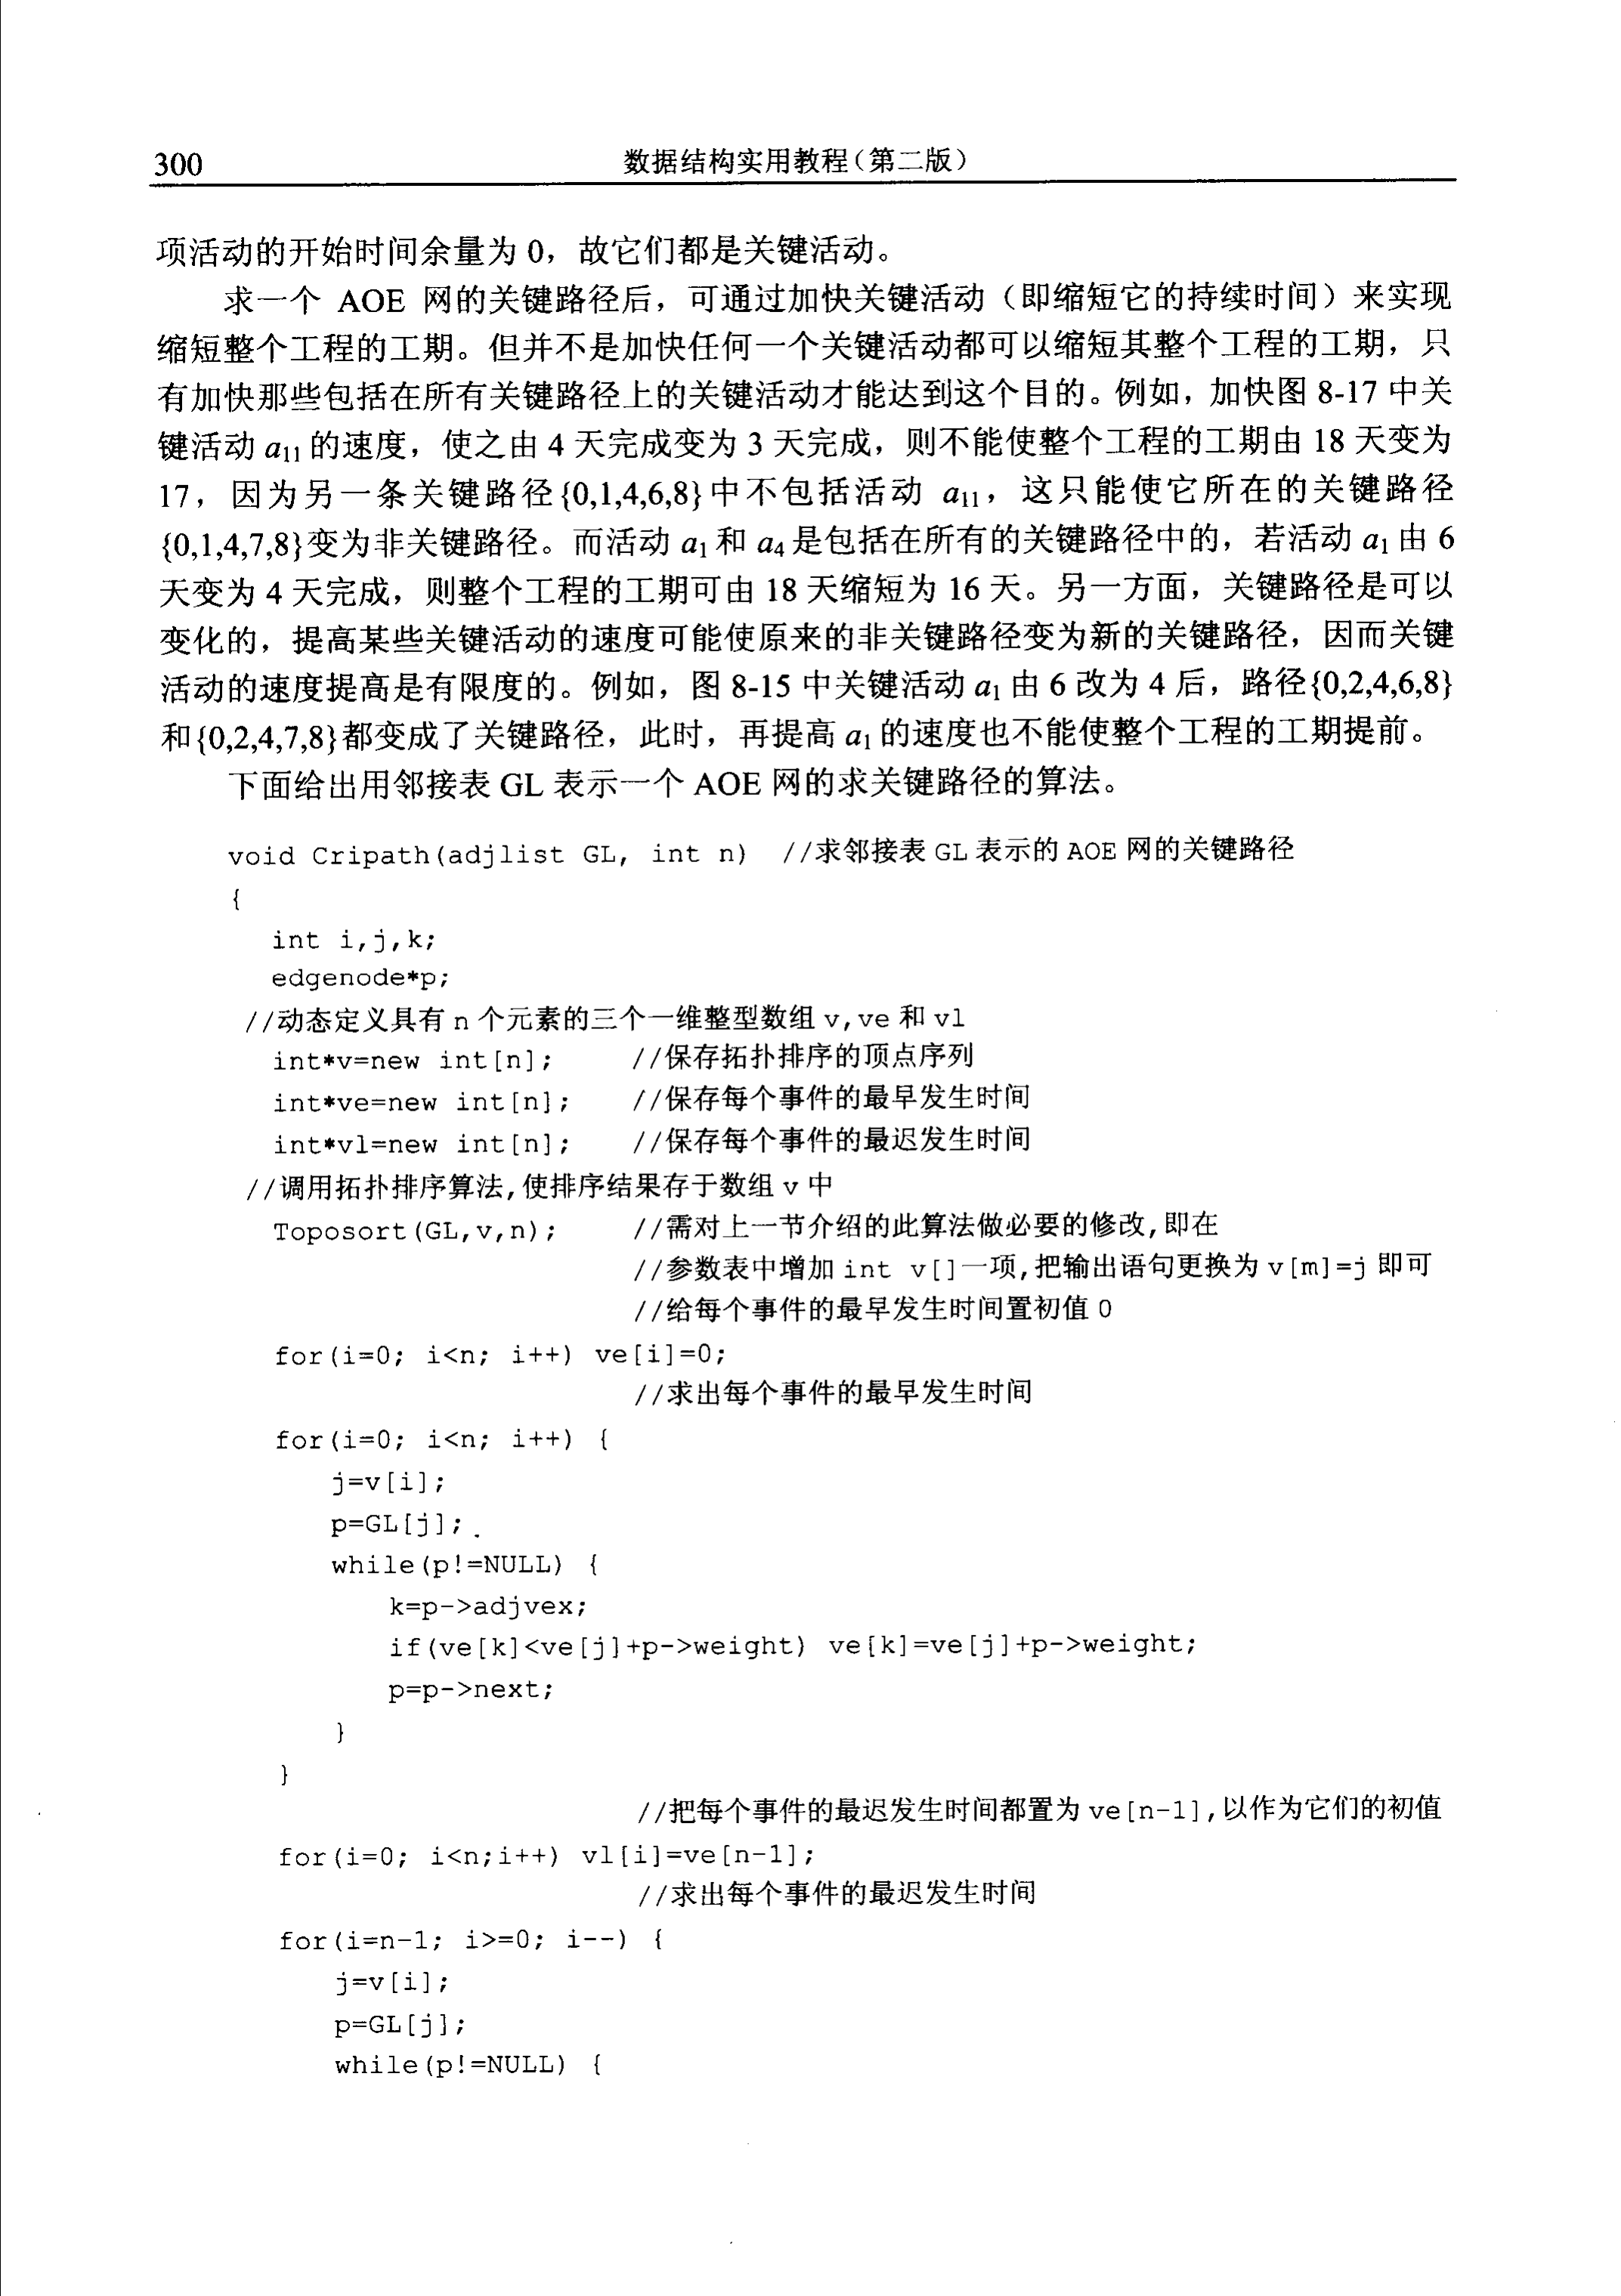 300
数据结构实用教程（第二版）
项活动的开始时间余量为 0，故它们都是关键活动。
求一个 AOE 网的关键路径后，可通过加快关键活动（即缩短它的持续时间）来实现
缩短整个工程的工期。但并不是加快任何一个关键活动都可以缩短其整个工程的工期，只
有加快那些包括在所有关键路径上的关键活动才能达到这个目的。例如，加快图 8-17 中关
键活动 a₁₁ 的速度，使之由 4 天完成变为 3 天完成，则不能使整个工程的工期由 18 天变为
17，因为另一条关键路径{0,1,4,6,8}中不包括活动 a₁₁，这只能使它所在的关键路径
{0,1,4,7,8}变为非关键路径。而活动 a₁ 和 a₄ 是包括在所有的关键路径中的，若活动 a₁ 由 6
天变为 4 天完成，则整个工程的工期可由 18 天缩短为 16 天。另一方面，关键路径是可以
变化的，提高某些关键活动的速度可能使原来的非关键路径变为新的关键路径，因而关键
活动的速度提高是有限度的。例如，图 8-15 中关键活动 a₁ 由 6 改为 4 后，路径{0,2,4,6,8}
和{0,2,4,7,8}都变成了关键路径，此时，再提高 a₁ 的速度也不能使整个工程的工期提前。
下面给出用邻接表 GL 表示一个 AOE 网的求关键路径的算法。
void Cripath(adjlist GL, int n) //求邻接表 GL 表示的 AOE 网的关键路径
{
int i,j,k;
edgenode*p;
//动态定义具有 n 个元素的三个一维整型数组 v,ve 和 vl
int*v=new int[n]; //保存拓扑排序的顶点序列
int*ve=new int[n]; //保存每个事件的最早发生时间
int*vl=new int[n]; //保存每个事件的最迟发生时间
//调用拓扑排序算法,使排序结果存于数组 v 中
Toposort(GL,v,n); //需对上一节介绍的此算法做必要的修改,即在
//参数表中增加 int v[]一项,把输出语句更换为 v[m]=j 即可
//给每个事件的最早发生时间置初值 0
for(i=0; i<n; i++) ve[i]=0;
//求出每个事件的最早发生时间
for(i=0; i<n; i++) {
j=v[i];
p=GL[j];
while(p!=NULL) {
k=p->adjvex;
if(ve[k]<ve[j]+p->weight) ve[k]=ve[j]+p->weight;
p=p->next;
}
}
//把每个事件的最迟发生时间都置为 ve[n-1],以作为它们的初值
for(i=0; i<n;i++) vl[i]=ve[n-1];
//求出每个事件的最迟发生时间
for(i=n-1; i>=0; i--) {
j=v[i];
p=GL[j];
while(p!=NULL) {